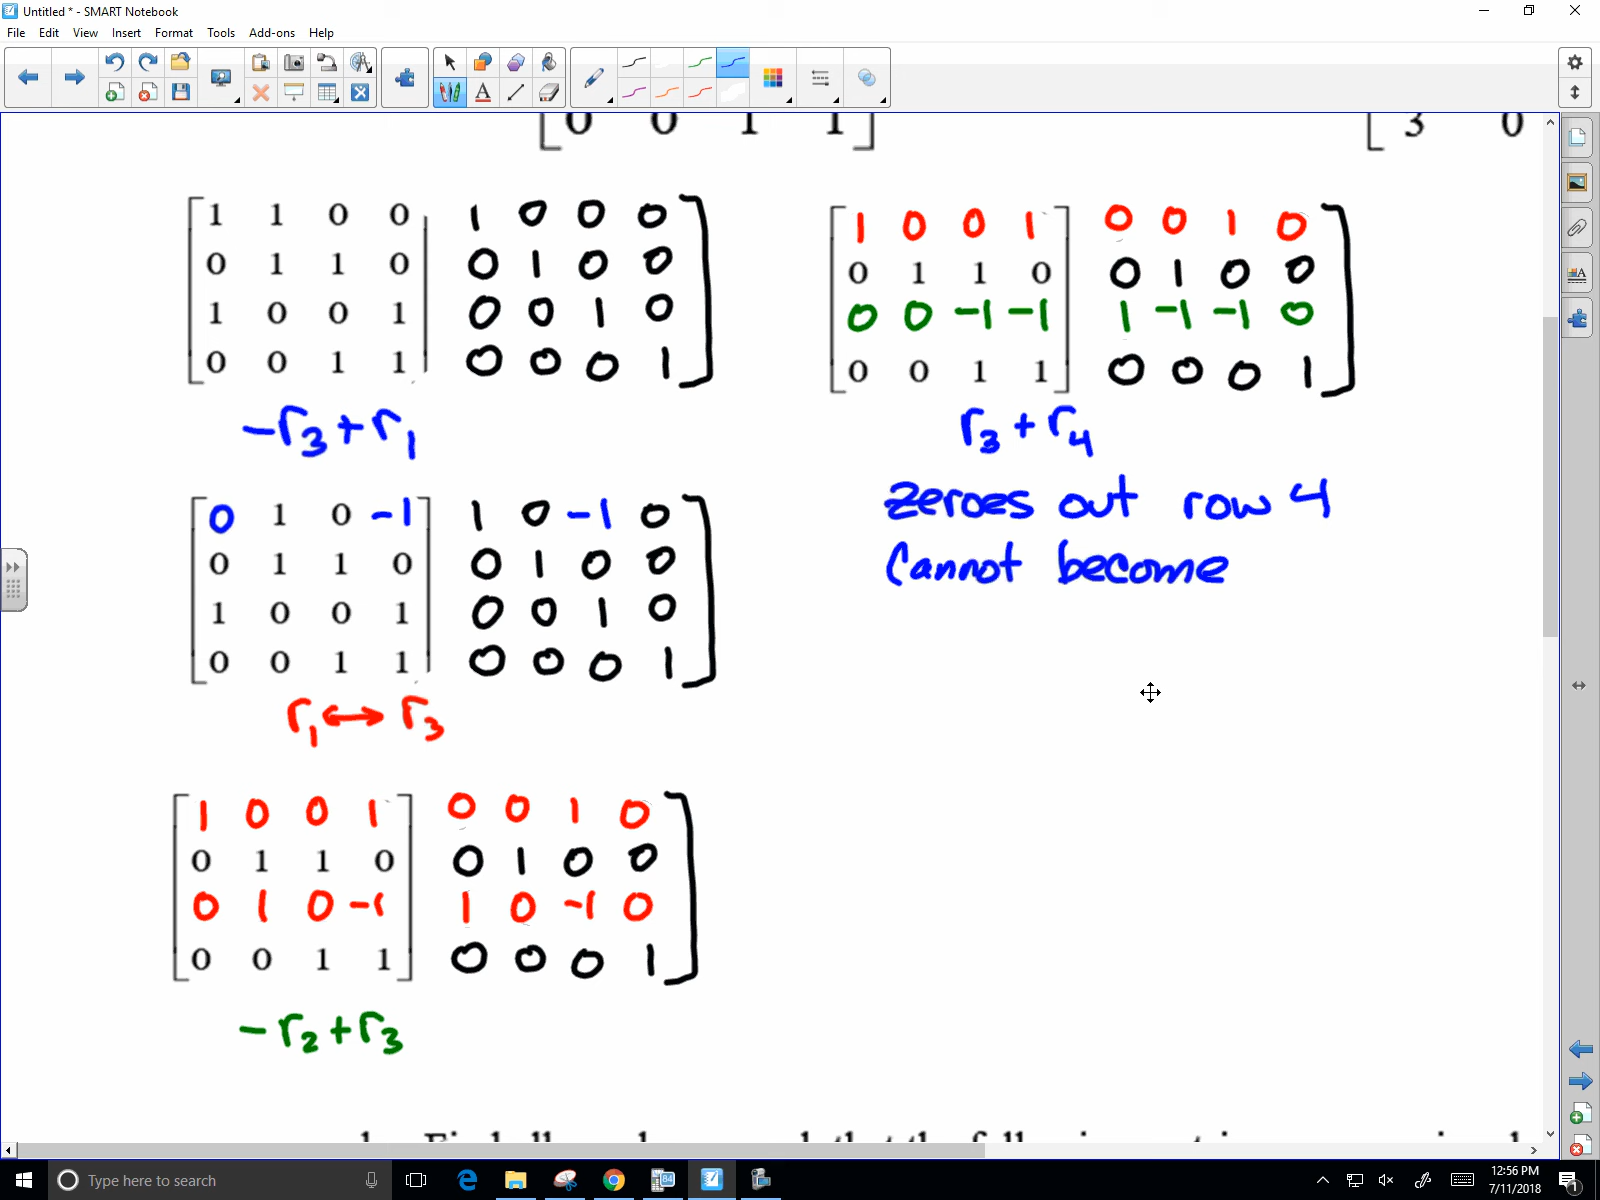 Untitled * - SMART Notebook
File Edit View Insert Format Tools Add-ons Help
[0 0 1 1]
[3 0
[1 1 0 0 1 0 0 0]
0 1 1 0 0 1 0 0
1 0 0 1 0 0 1 0
0 0 1 1 0 0 0 1
-r3+r1
[0 1 0 -1] 1 0 -1 0]
0 1 1 0 0 1 0 0
1 0 0 1 0 0 1 0
0 0 1 1 0 0 0 1
r1↔r3
[1 0 0 1] 0 0 1 0]
0 1 1 0 0 1 0 0
0 1 0 -1 1 0 -1 0
0 0 1 1 0 0 0 1
-r2+r3
[1 0 0 1] 0 0 1 0]
0 1 1 0 0 1 0 0
0 0 -1 -1 1 -1 -1 0
0 0 1 1 0 0 0 1
r3+r4
zeroes out row 4
Cannot become
Type here to search
84
12:56 PM
7/11/2018
1